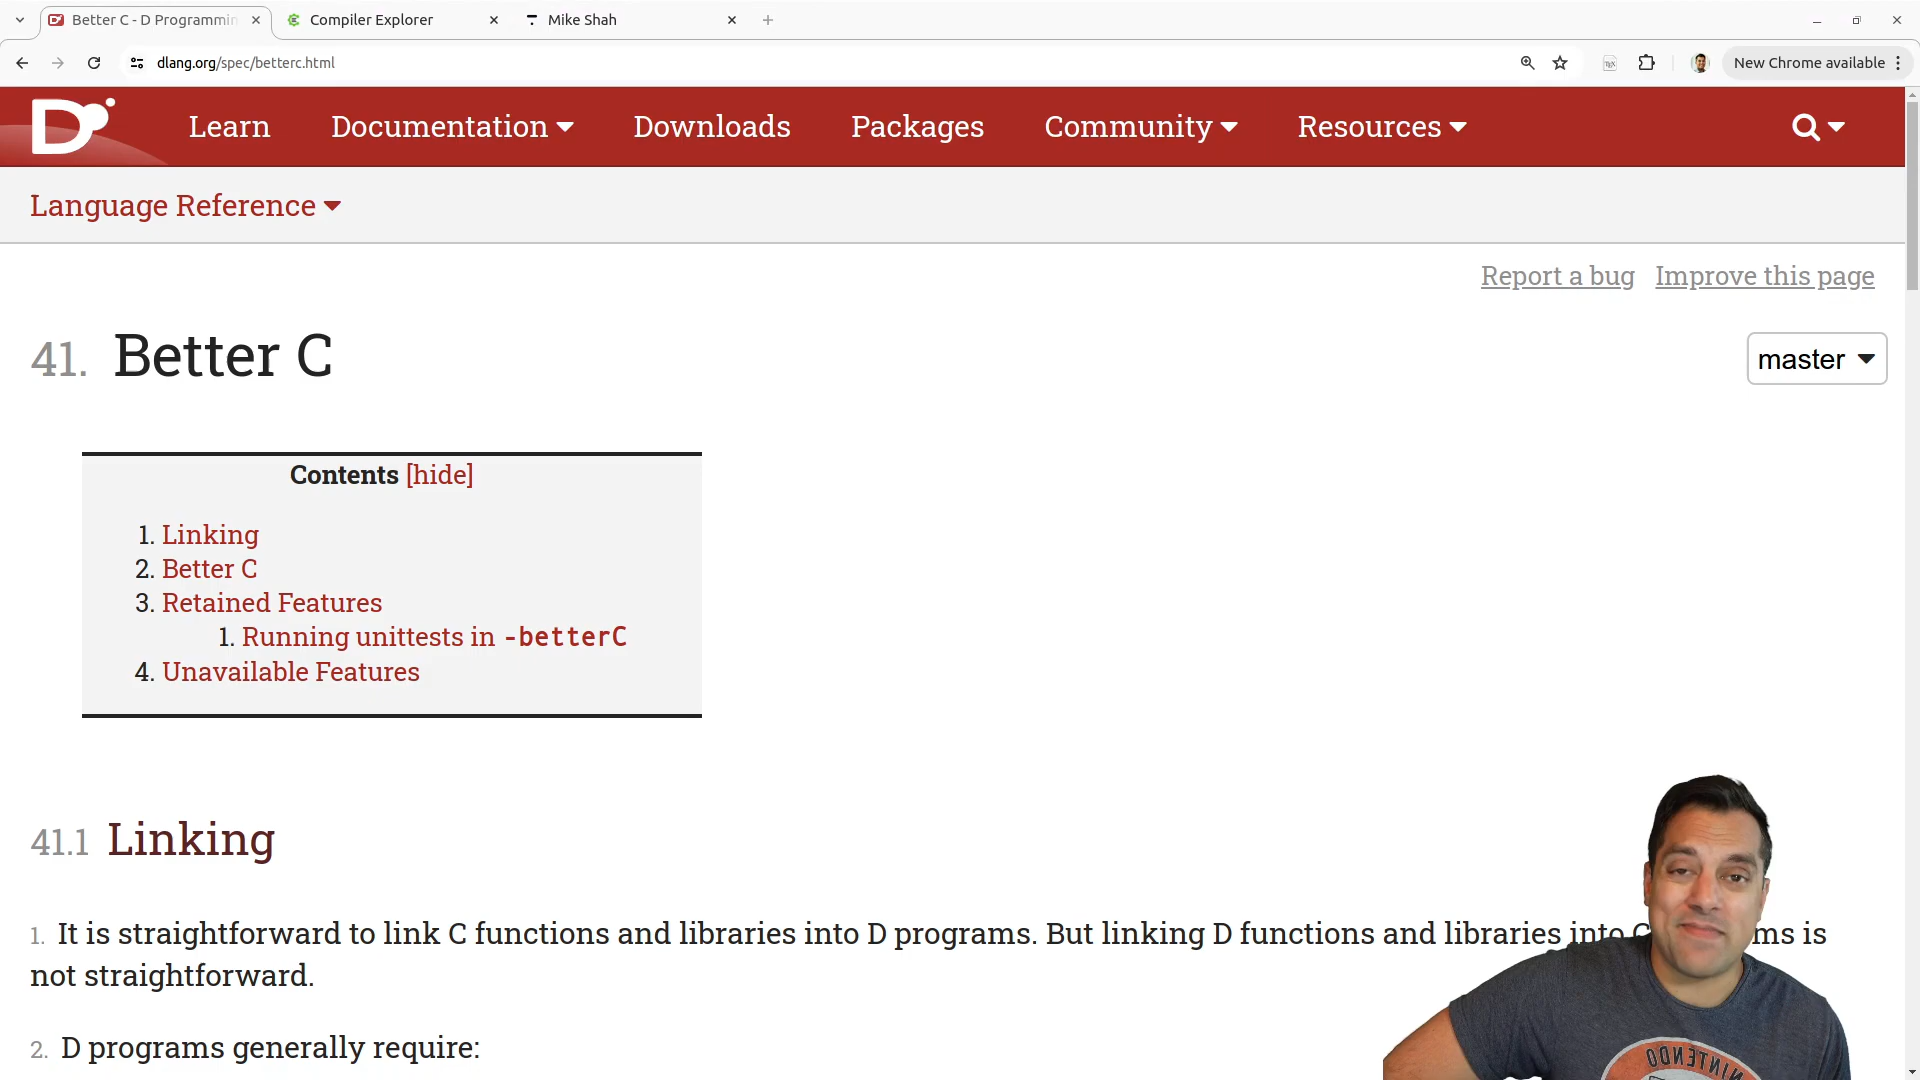 Better C - D Programmin
Compiler Explorer
Mike Shah
dlang.org/spec/betterc.html
New Chrome available
Learn
Documentation
Downloads
Packages
Community
Resources
Language Reference
Report a bug
Improve this page
41. Better C
master
Contents [hide]
1. Linking
2. Better C
3. Retained Features
1. Running unittests in -betterC
4. Unavailable Features
41.1 Linking
1. It is straightforward to link C functions and libraries into D programs. But linking D functions and libraries into C ms is
not straightforward.
2. D programs generally require:
NINTENDO